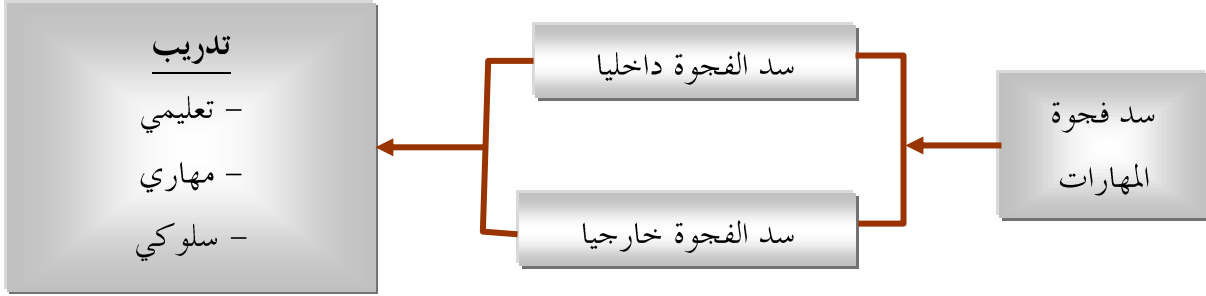 سد فجوة
المهارات
سد الفجوة داخليا
سد الفجوة خارجيا
تدريب
– تعليمي
– مهاري
– سلوكي